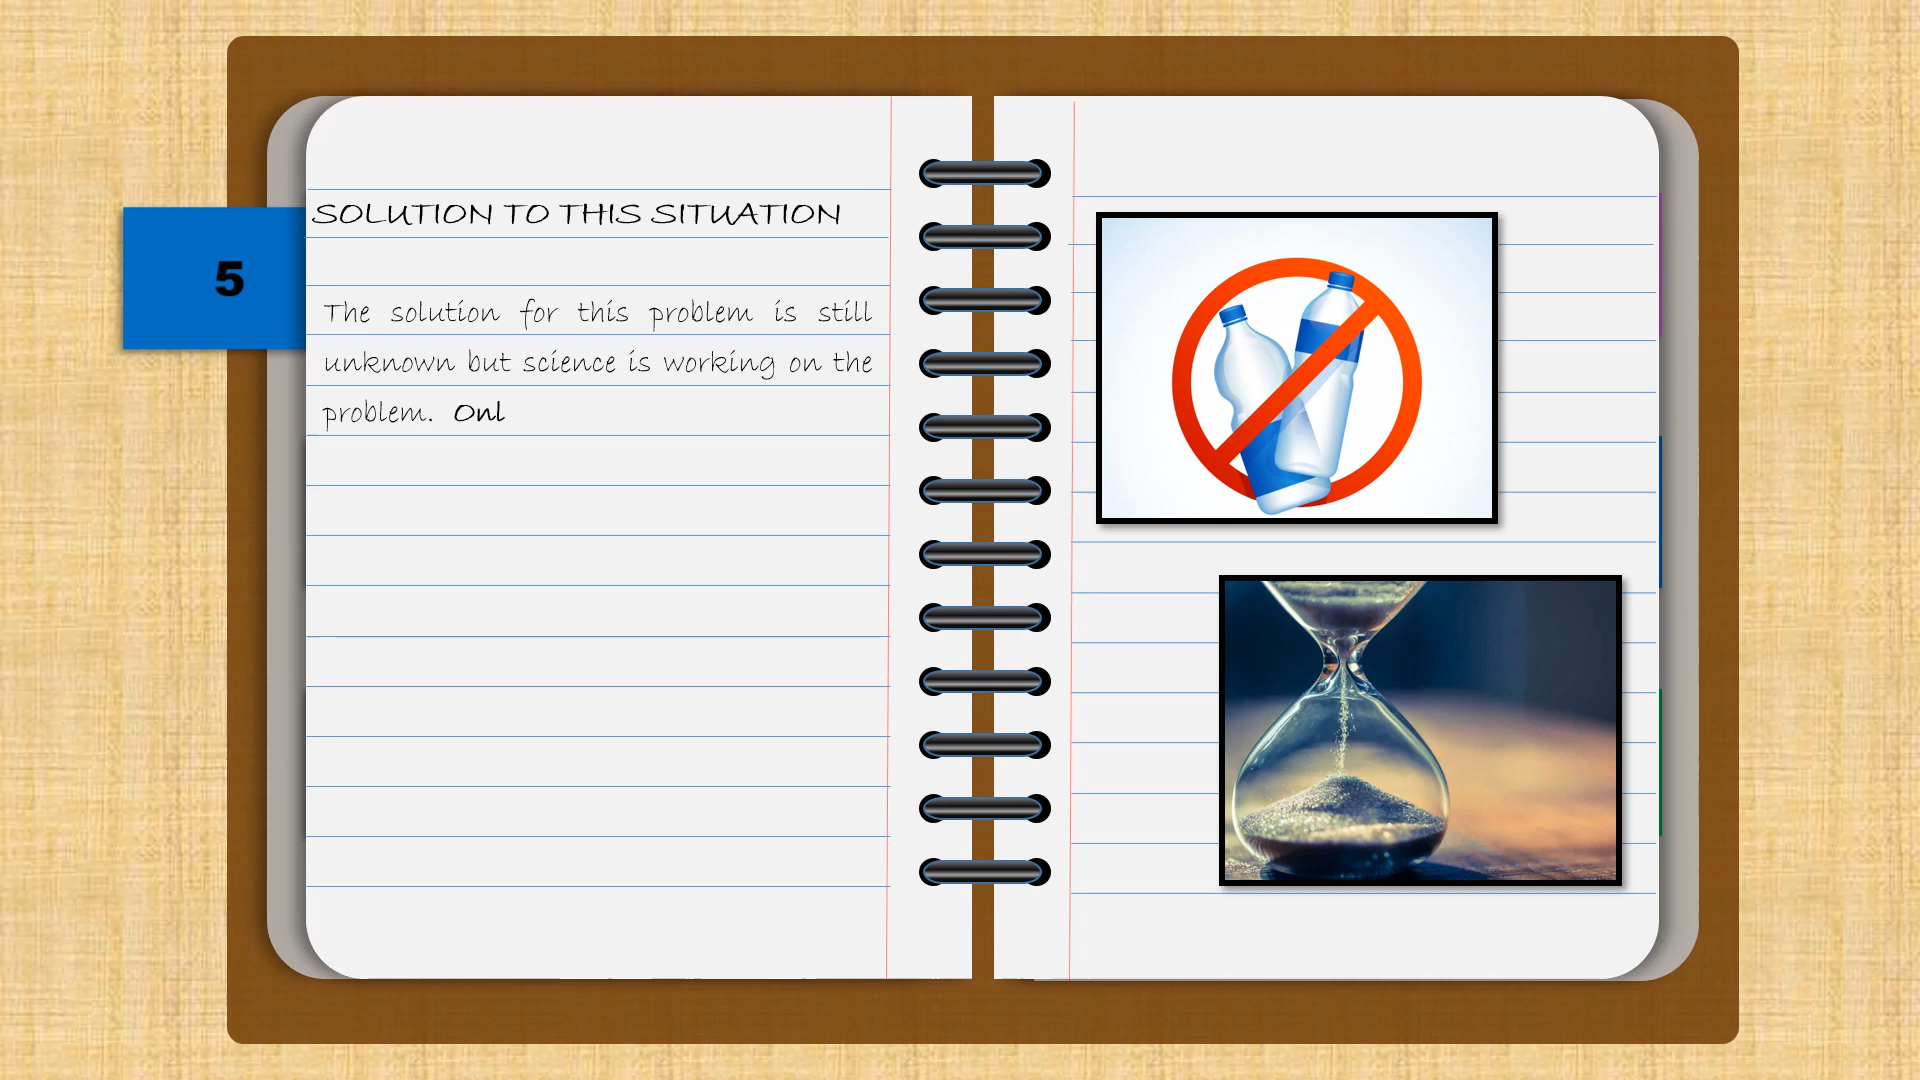 SOLUTION TO THIS SITUATION
5
The solution for this problem is still
unknown but science is working on the
problem. Onl